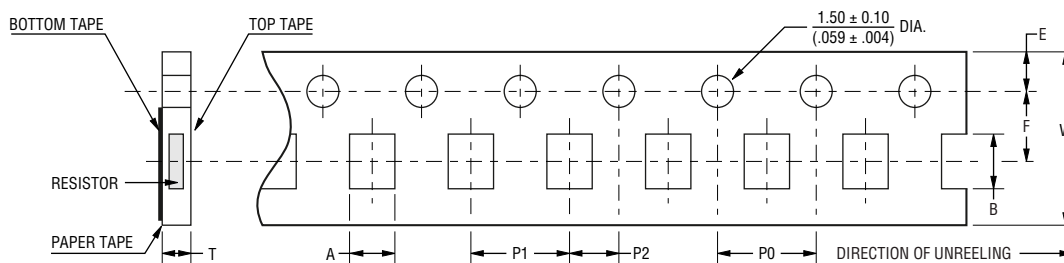 BOTTOM TAPE
TOP TAPE
1.50 ± 0.10
(.059 ± .004)
DIA.
E
F
W
RESISTOR
B
PAPER TAPE
T
A
P1
P2
P0
DIRECTION OF UNREELING